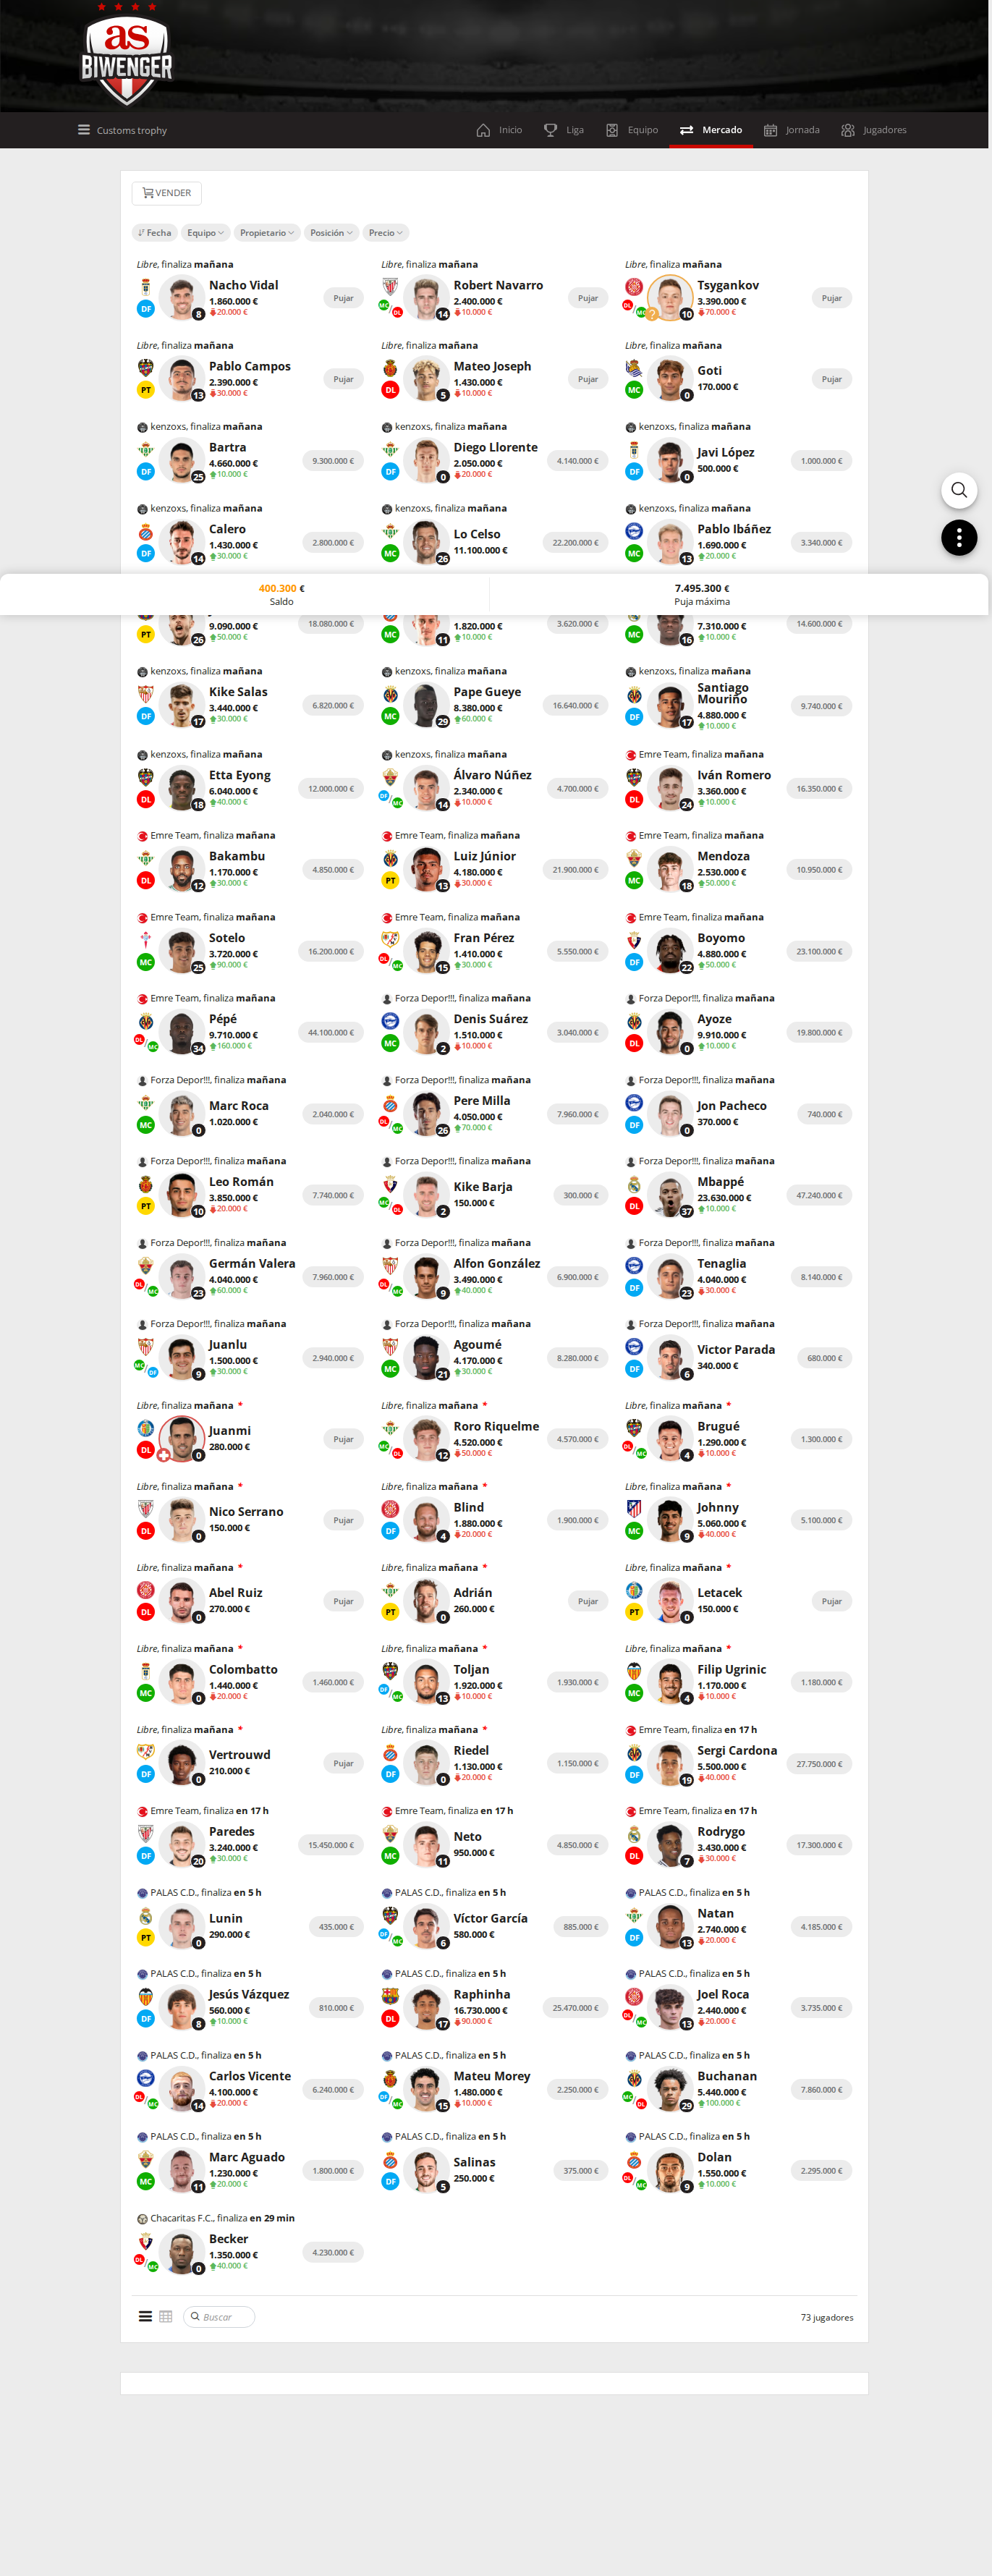 as
BIWENGER
Customs trophy
Inicio
Liga
Equipo
Mercado
Jornada
Jugadores
VENDER
Fecha
Equipo
Propietario
Posición
Precio
Libre, finaliza mañana
DF
8
Nacho Vidal
1.860.000 €
20.000 €
Pujar
Libre, finaliza mañana
MC
DL
14
Robert Navarro
2.400.000 €
10.000 €
Pujar
Libre, finaliza mañana
DL
MC
?
10
Tsygankov
3.390.000 €
70.000 €
Pujar
Libre, finaliza mañana
PT
13
Pablo Campos
2.390.000 €
30.000 €
Pujar
Libre, finaliza mañana
DL
5
Mateo Joseph
1.430.000 €
10.000 €
Pujar
Libre, finaliza mañana
MC
0
Goti
170.000 €
Pujar
kenzoxs, finaliza mañana
DF
25
Bartra
4.660.000 €
10.000 €
9.300.000 €
kenzoxs, finaliza mañana
DF
0
Diego Llorente
2.050.000 €
20.000 €
4.140.000 €
kenzoxs, finaliza mañana
DF
0
Javi López
500.000 €
1.000.000 €
kenzoxs, finaliza mañana
DF
14
Calero
1.430.000 €
30.000 €
2.800.000 €
kenzoxs, finaliza mañana
MC
26
Lo Celso
11.100.000 €
22.200.000 €
kenzoxs, finaliza mañana
MC
13
Pablo Ibáñez
1.690.000 €
20.000 €
3.340.000 €
400.300 €
Saldo
7.495.300 €
Puja máxima
PT
26
9.090.000 €
50.000 €
18.080.000 €
MC
11
1.820.000 €
10.000 €
3.620.000 €
MC
16
7.310.000 €
10.000 €
14.600.000 €
kenzoxs, finaliza mañana
DF
17
Kike Salas
3.440.000 €
30.000 €
6.820.000 €
kenzoxs, finaliza mañana
MC
29
Pape Gueye
8.380.000 €
60.000 €
16.640.000 €
kenzoxs, finaliza mañana
DF
17
Santiago
Mouriño
4.880.000 €
10.000 €
9.740.000 €
kenzoxs, finaliza mañana
DL
18
Etta Eyong
6.040.000 €
40.000 €
12.000.000 €
kenzoxs, finaliza mañana
DF
MC
14
Álvaro Núñez
2.340.000 €
10.000 €
4.700.000 €
Emre Team, finaliza mañana
DL
24
Iván Romero
3.360.000 €
10.000 €
16.350.000 €
Emre Team, finaliza mañana
DL
12
Bakambu
1.170.000 €
30.000 €
4.850.000 €
Emre Team, finaliza mañana
PT
13
Luiz Júnior
4.180.000 €
30.000 €
21.900.000 €
Emre Team, finaliza mañana
MC
18
Mendoza
2.530.000 €
50.000 €
10.950.000 €
Emre Team, finaliza mañana
MC
25
Sotelo
3.720.000 €
90.000 €
16.200.000 €
Emre Team, finaliza mañana
DL
MC
15
Fran Pérez
1.410.000 €
30.000 €
5.550.000 €
Emre Team, finaliza mañana
DF
22
Boyomo
4.880.000 €
50.000 €
23.100.000 €
Emre Team, finaliza mañana
DL
MC
34
Pépé
9.710.000 €
160.000 €
44.100.000 €
Forza Depor!!!, finaliza mañana
MC
2
Denis Suárez
1.510.000 €
10.000 €
3.040.000 €
Forza Depor!!!, finaliza mañana
DL
0
Ayoze
9.910.000 €
10.000 €
19.800.000 €
Forza Depor!!!, finaliza mañana
MC
0
Marc Roca
1.020.000 €
2.040.000 €
Forza Depor!!!, finaliza mañana
DL
MC
26
Pere Milla
4.050.000 €
70.000 €
7.960.000 €
Forza Depor!!!, finaliza mañana
DF
0
Jon Pacheco
370.000 €
740.000 €
Forza Depor!!!, finaliza mañana
PT
10
Leo Román
3.850.000 €
20.000 €
7.740.000 €
Forza Depor!!!, finaliza mañana
MC
DL
2
Kike Barja
150.000 €
300.000 €
Forza Depor!!!, finaliza mañana
DL
37
Mbappé
23.630.000 €
10.000 €
47.240.000 €
Forza Depor!!!, finaliza mañana
DL
MC
23
Germán Valera
4.040.000 €
60.000 €
7.960.000 €
Forza Depor!!!, finaliza mañana
DL
MC
9
Alfon González
3.490.000 €
40.000 €
6.900.000 €
Forza Depor!!!, finaliza mañana
DF
23
Tenaglia
4.040.000 €
30.000 €
8.140.000 €
Forza Depor!!!, finaliza mañana
MC
DF
9
Juanlu
1.500.000 €
30.000 €
2.940.000 €
Forza Depor!!!, finaliza mañana
MC
21
Agoumé
4.170.000 €
30.000 €
8.280.000 €
Forza Depor!!!, finaliza mañana
DF
6
Victor Parada
340.000 €
680.000 €
Libre, finaliza mañana *
DL
0
Juanmi
280.000 €
Pujar
Libre, finaliza mañana *
MC
DL
12
Roro Riquelme
4.520.000 €
50.000 €
4.570.000 €
Libre, finaliza mañana *
DL
MC
4
Brugué
1.290.000 €
10.000 €
1.300.000 €
Libre, finaliza mañana *
DL
0
Nico Serrano
150.000 €
Pujar
Libre, finaliza mañana *
DF
4
Blind
1.880.000 €
20.000 €
1.900.000 €
Libre, finaliza mañana *
MC
9
Johnny
5.060.000 €
40.000 €
5.100.000 €
Libre, finaliza mañana *
DL
0
Abel Ruiz
270.000 €
Pujar
Libre, finaliza mañana *
PT
0
Adrián
260.000 €
Pujar
Libre, finaliza mañana *
PT
0
Letacek
150.000 €
Pujar
Libre, finaliza mañana *
MC
0
Colombatto
1.440.000 €
20.000 €
1.460.000 €
Libre, finaliza mañana *
DF
MC
13
Toljan
1.920.000 €
10.000 €
1.930.000 €
Libre, finaliza mañana *
MC
4
Filip Ugrinic
1.170.000 €
10.000 €
1.180.000 €
Libre, finaliza mañana *
DF
0
Vertrouwd
210.000 €
Pujar
Libre, finaliza mañana *
DF
0
Riedel
1.130.000 €
20.000 €
1.150.000 €
Emre Team, finaliza en 17 h
DF
19
Sergi Cardona
5.500.000 €
40.000 €
27.750.000 €
Emre Team, finaliza en 17 h
DF
20
Paredes
3.240.000 €
30.000 €
15.450.000 €
Emre Team, finaliza en 17 h
MC
11
Neto
950.000 €
4.850.000 €
Emre Team, finaliza en 17 h
DL
7
Rodrygo
3.430.000 €
30.000 €
17.300.000 €
PALAS C.D., finaliza en 5 h
PT
0
Lunin
290.000 €
435.000 €
PALAS C.D., finaliza en 5 h
DF
MC
6
Víctor García
580.000 €
885.000 €
PALAS C.D., finaliza en 5 h
DF
13
Natan
2.740.000 €
20.000 €
4.185.000 €
PALAS C.D., finaliza en 5 h
DF
8
Jesús Vázquez
560.000 €
10.000 €
810.000 €
PALAS C.D., finaliza en 5 h
DL
17
Raphinha
16.730.000 €
90.000 €
25.470.000 €
PALAS C.D., finaliza en 5 h
DL
MC
13
Joel Roca
2.440.000 €
20.000 €
3.735.000 €
PALAS C.D., finaliza en 5 h
DL
MC
14
Carlos Vicente
4.100.000 €
20.000 €
6.240.000 €
PALAS C.D., finaliza en 5 h
DF
MC
15
Mateu Morey
1.480.000 €
10.000 €
2.250.000 €
PALAS C.D., finaliza en 5 h
MC
DL
29
Buchanan
5.440.000 €
100.000 €
7.860.000 €
PALAS C.D., finaliza en 5 h
MC
11
Marc Aguado
1.230.000 €
20.000 €
1.800.000 €
PALAS C.D., finaliza en 5 h
DF
5
Salinas
250.000 €
375.000 €
PALAS C.D., finaliza en 5 h
DL
MC
9
Dolan
1.550.000 €
10.000 €
2.295.000 €
Chacaritas F.C., finaliza en 29 min
DL
MC
0
Becker
1.350.000 €
40.000 €
4.230.000 €
Buscar
73 jugadores